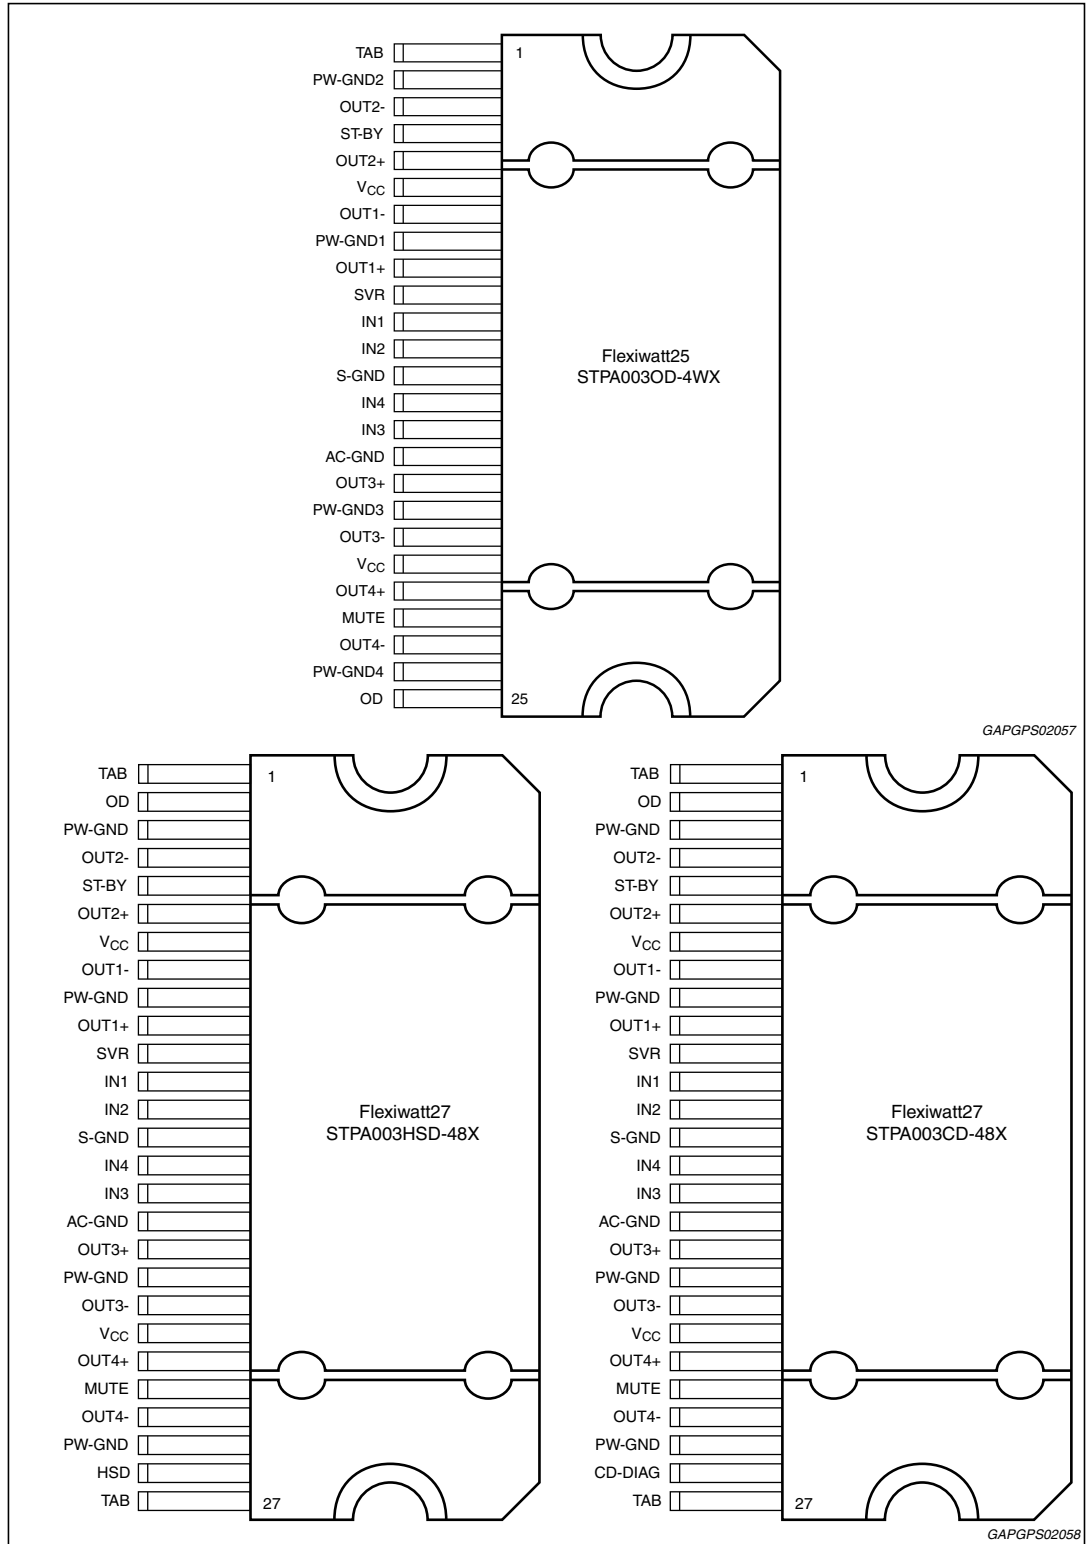 TAB
1
PW-GND2
OUT2-
ST-BY
OUT2+
VCC
OUT1-
PW-GND1
OUT1+
SVR
IN1
IN2
S-GND
IN4
IN3
AC-GND
OUT3+
PW-GND3
OUT3-
VCC
OUT4+
MUTE
OUT4-
PW-GND4
OD
25
Flexiwatt25
STPA003OD-4WX
GAPGPS02057
TAB
1
OD
PW-GND
OUT2-
ST-BY
OUT2+
VCC
OUT1-
PW-GND
OUT1+
SVR
IN1
IN2
S-GND
IN4
IN3
AC-GND
OUT3+
PW-GND
OUT3-
VCC
OUT4+
MUTE
OUT4-
PW-GND
HSD
TAB
27
Flexiwatt27
STPA003HSD-48X
TAB
1
OD
PW-GND
OUT2-
ST-BY
OUT2+
VCC
OUT1-
PW-GND
OUT1+
SVR
IN1
IN2
S-GND
IN4
IN3
AC-GND
OUT3+
PW-GND
OUT3-
VCC
OUT4+
MUTE
OUT4-
PW-GND
CD-DIAG
TAB
27
Flexiwatt27
STPA003CD-48X
GAPGPS02058